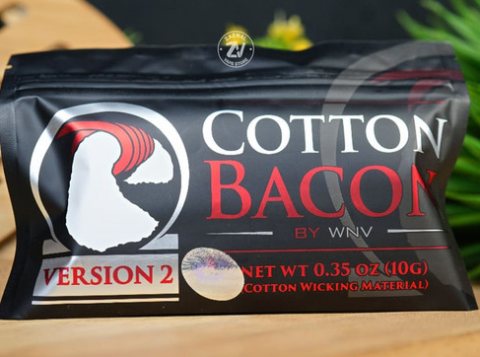 COTTON
BACON
BY WNV
VERSION 2
NET WT 0.35 OZ (10G)
(COTTON WICKING MATERIAL)